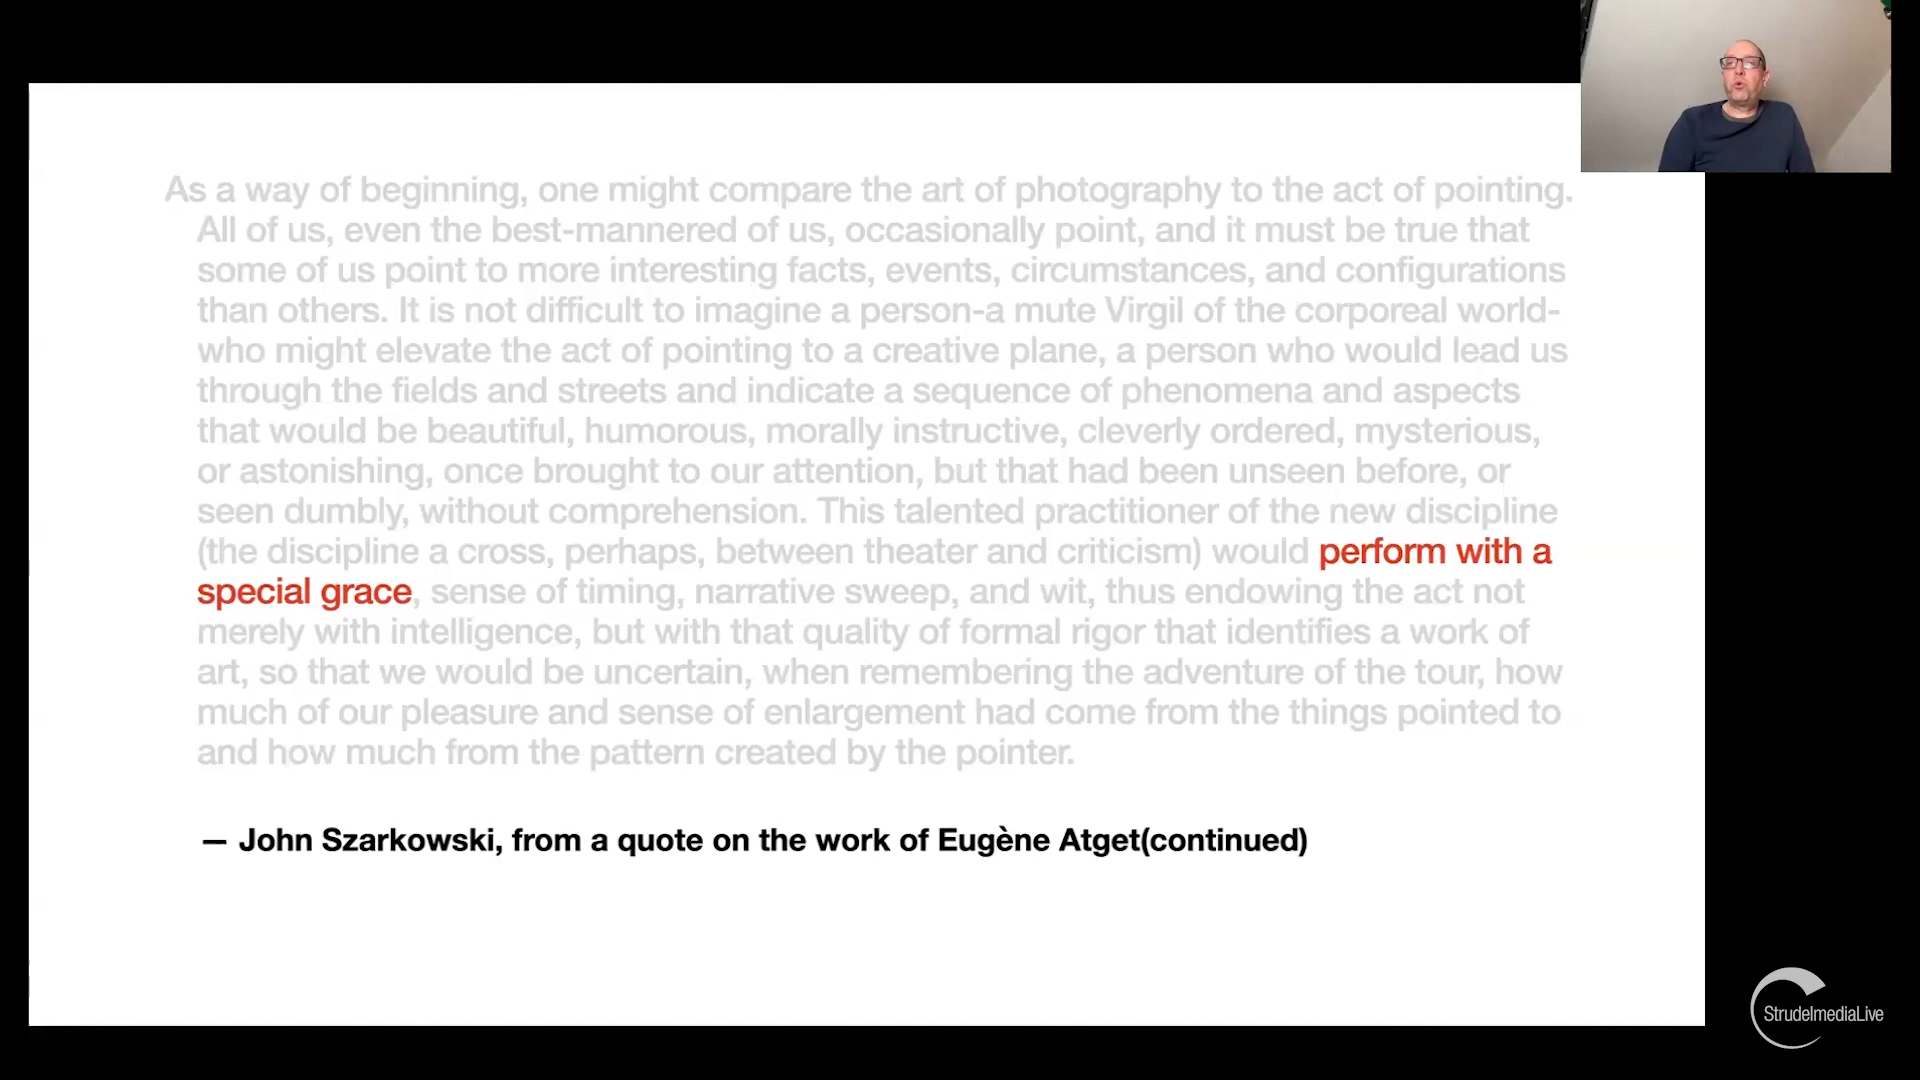 As a way of beginning, one might compare the art of photography to the act of pointing.
All of us, even the best-mannered of us, occasionally point, and it must be true that
some of us point to more interesting facts, events, circumstances, and configurations
than others. It is not difficult to imagine a person-a mute Virgil of the corporeal world-
who might elevate the act of pointing to a creative plane, a person who would lead us
through the fields and streets and indicate a sequence of phenomena and aspects
that would be beautiful, humorous, morally instructive, cleverly ordered, mysterious,
or astonishing, once brought to our attention, but that had been unseen before, or
seen dumbly, without comprehension. This talented practitioner of the new discipline
(the discipline a cross, perhaps, between theater and criticism) would perform with a
special grace, sense of timing, narrative sweep, and wit, thus endowing the act not
merely with intelligence, but with that quality of formal rigor that identifies a work of
art, so that we would be uncertain, when remembering the adventure of the tour, how
much of our pleasure and sense of enlargement had come from the things pointed to
and how much from the pattern created by the pointer.
— John Szarkowski, from a quote on the work of Eugène Atget(continued)
StrudelmediaLive